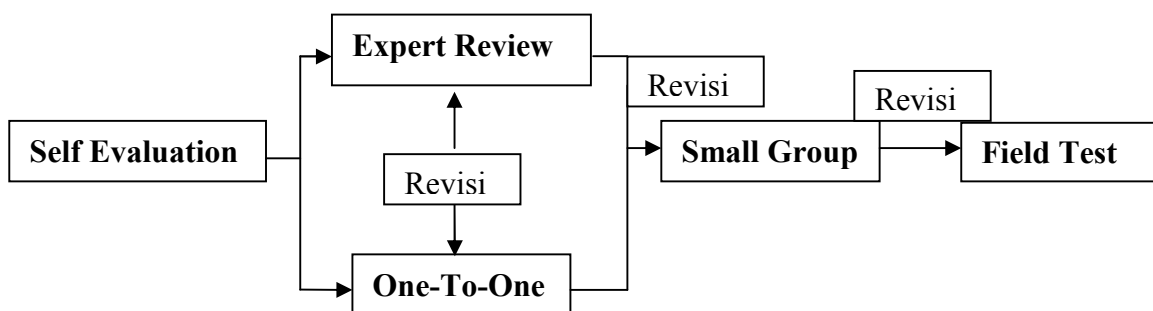 Expert Review
Revisi
Revisi
Self Evaluation
Small Group
Field Test
Revisi
One-To-One